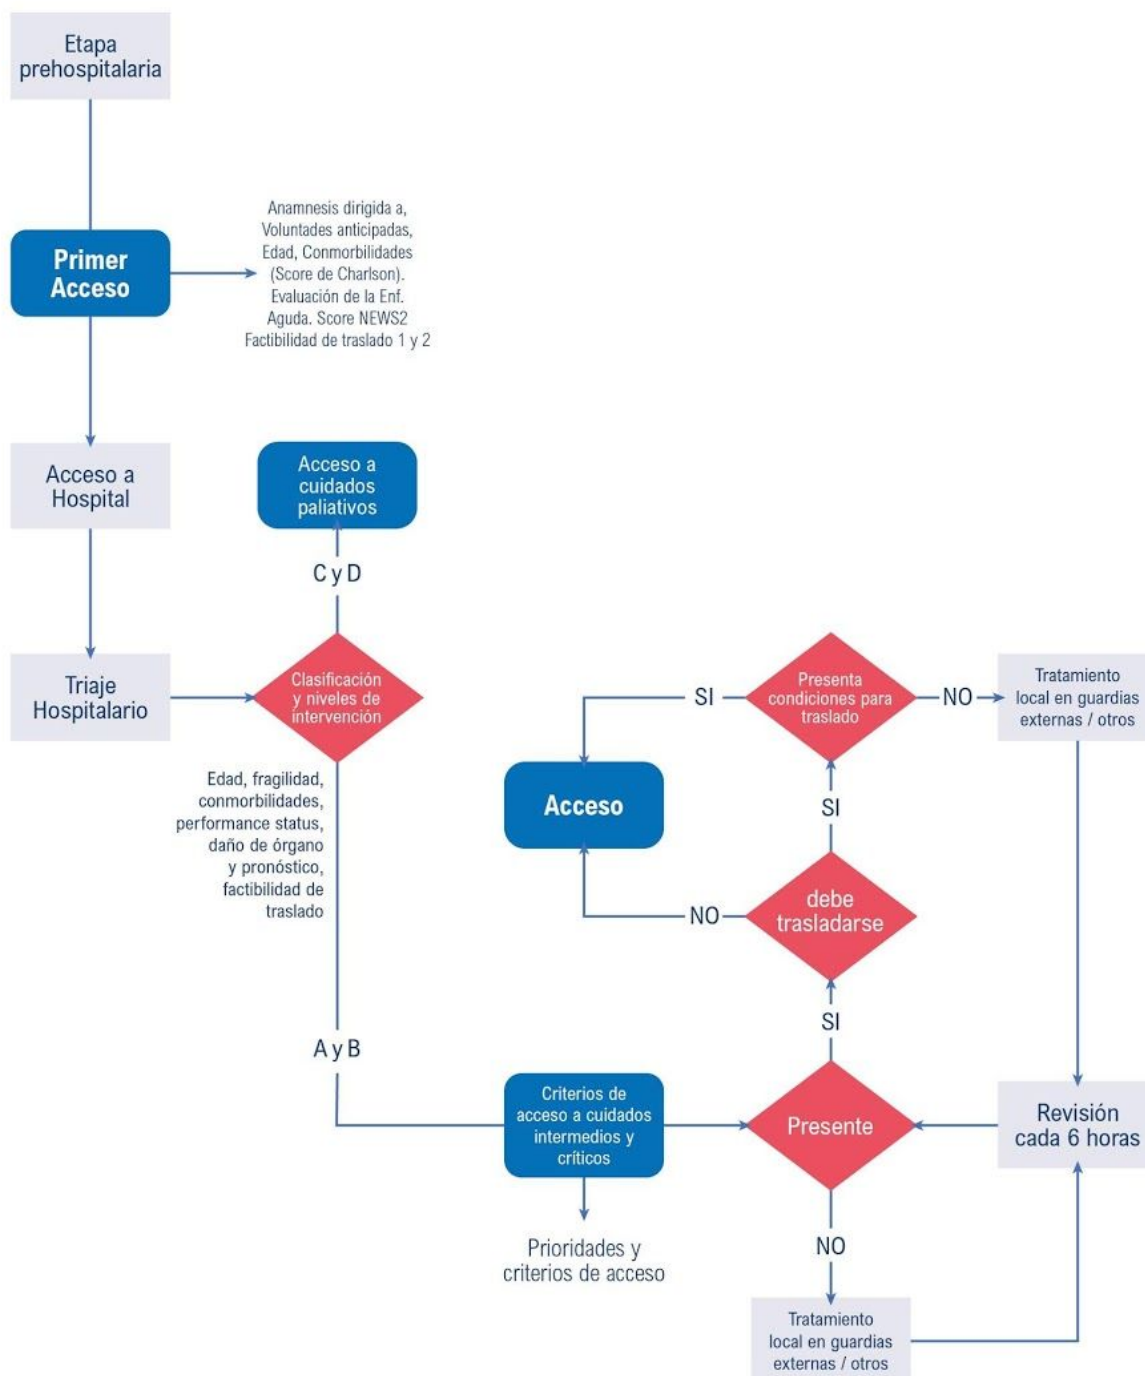 Etapa
prehospitalaria
Primer
Acceso
Anamnesis dirigida a,
Voluntades anticipadas,
Edad, Conmorbilidades
(Score de Charlson).
Evaluación de la Enf.
Aguda. Score NEWS2
Factibilidad de traslado 1 y 2
Acceso a
Hospital
Acceso a
cuidados
paliativos
C y D
Triaje
Hospitalario
Clasificación
y niveles de
intervención
Edad, fragilidad,
conmorbilidades,
performance status,
daño de órgano
y pronóstico,
factibilidad de
traslado
A y B
Criterios de
acceso a cuidados
intermedios y
críticos
Prioridades y
criterios de acceso
Presente
SI
debe
trasladarse
NO
SI
Presenta
condiciones para
traslado
SI
Acceso
NO
Tratamiento
local en guardias
externas / otros
Revisión
cada 6 horas
NO
Tratamiento
local en guardias
externas / otros